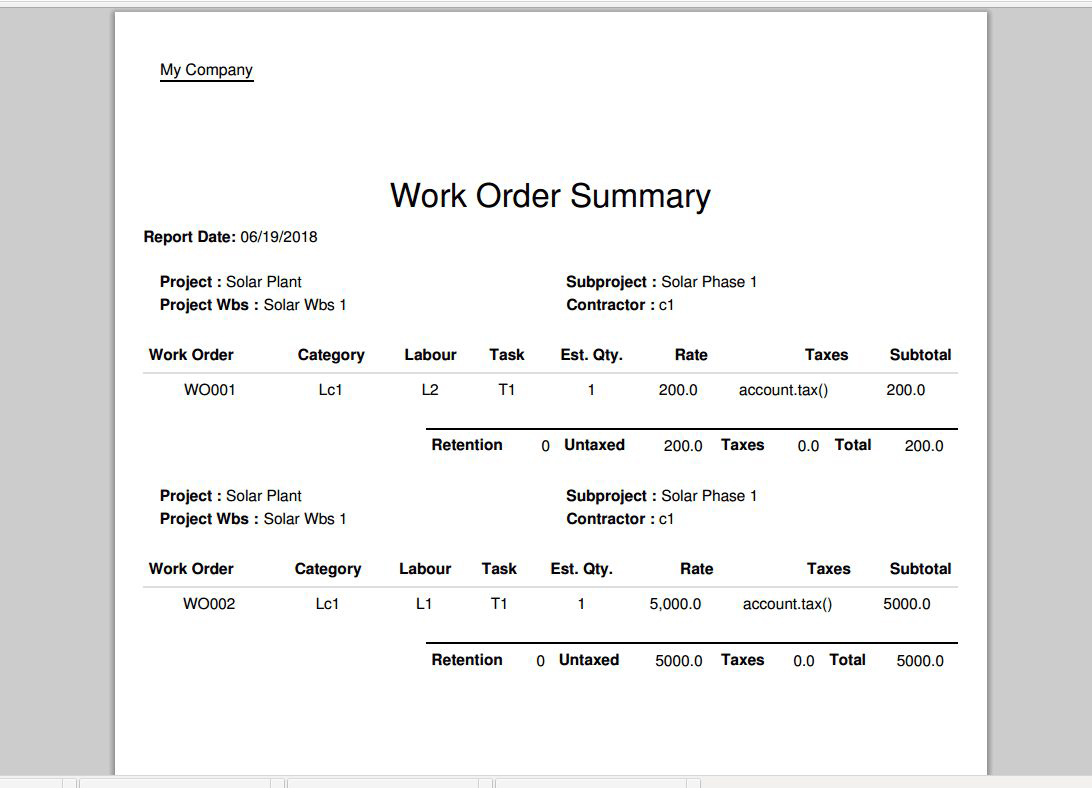 My Company
Work Order Summary
Report Date: 06/19/2018
Project : Solar Plant Subproject : Solar Phase 1
Project Wbs : Solar Wbs 1 Contractor : c1
Work Order Category Labour Task Est. Qty. Rate Taxes Subtotal
WO001 Lc1 L2 T1 1 200.0 account.tax() 200.0
Retention 0 Untaxed 200.0 Taxes 0.0 Total 200.0
Project : Solar Plant Subproject : Solar Phase 1
Project Wbs : Solar Wbs 1 Contractor : c1
Work Order Category Labour Task Est. Qty. Rate Taxes Subtotal
WO002 Lc1 L1 T1 1 5,000.0 account.tax() 5000.0
Retention 0 Untaxed 5000.0 Taxes 0.0 Total 5000.0